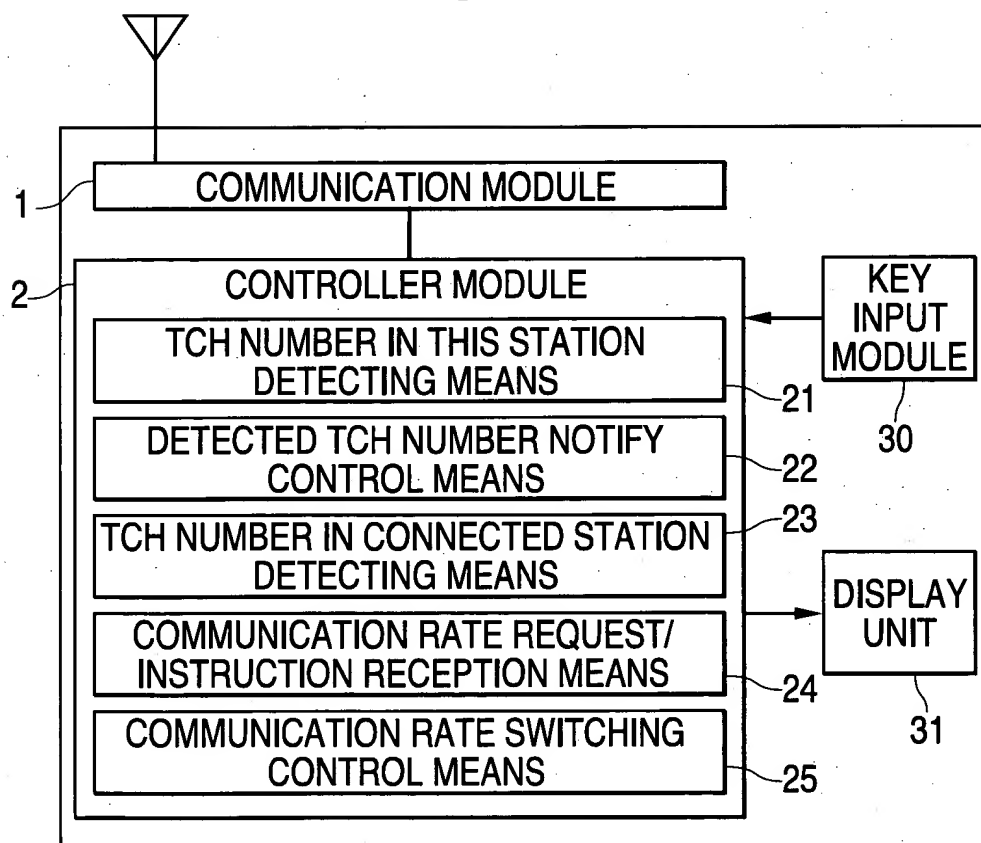 1
COMMUNICATION MODULE
2
CONTROLLER MODULE
TCH NUMBER IN THIS STATION
DETECTING MEANS
21
DETECTED TCH NUMBER NOTIFY
CONTROL MEANS
22
TCH NUMBER IN CONNECTED STATION
DETECTING MEANS
23
COMMUNICATION RATE REQUEST/
INSTRUCTION RECEPTION MEANS
24
COMMUNICATION RATE SWITCHING
CONTROL MEANS
25
KEY
INPUT
MODULE
30
DISPLAY
UNIT
31